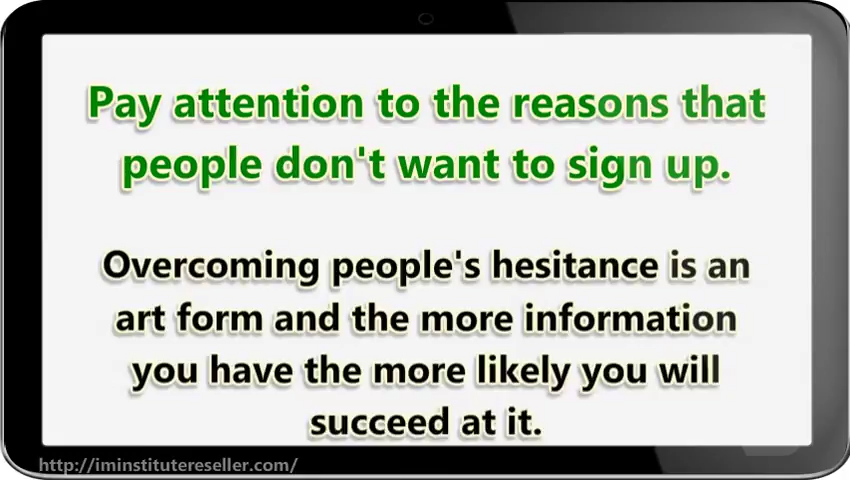 Pay attention to the reasons that
people don't want to sign up.
Overcoming people's hesitance is an
art form and the more information
you have the more likely you will
succeed at it.
http://iminstitutereseller.com/